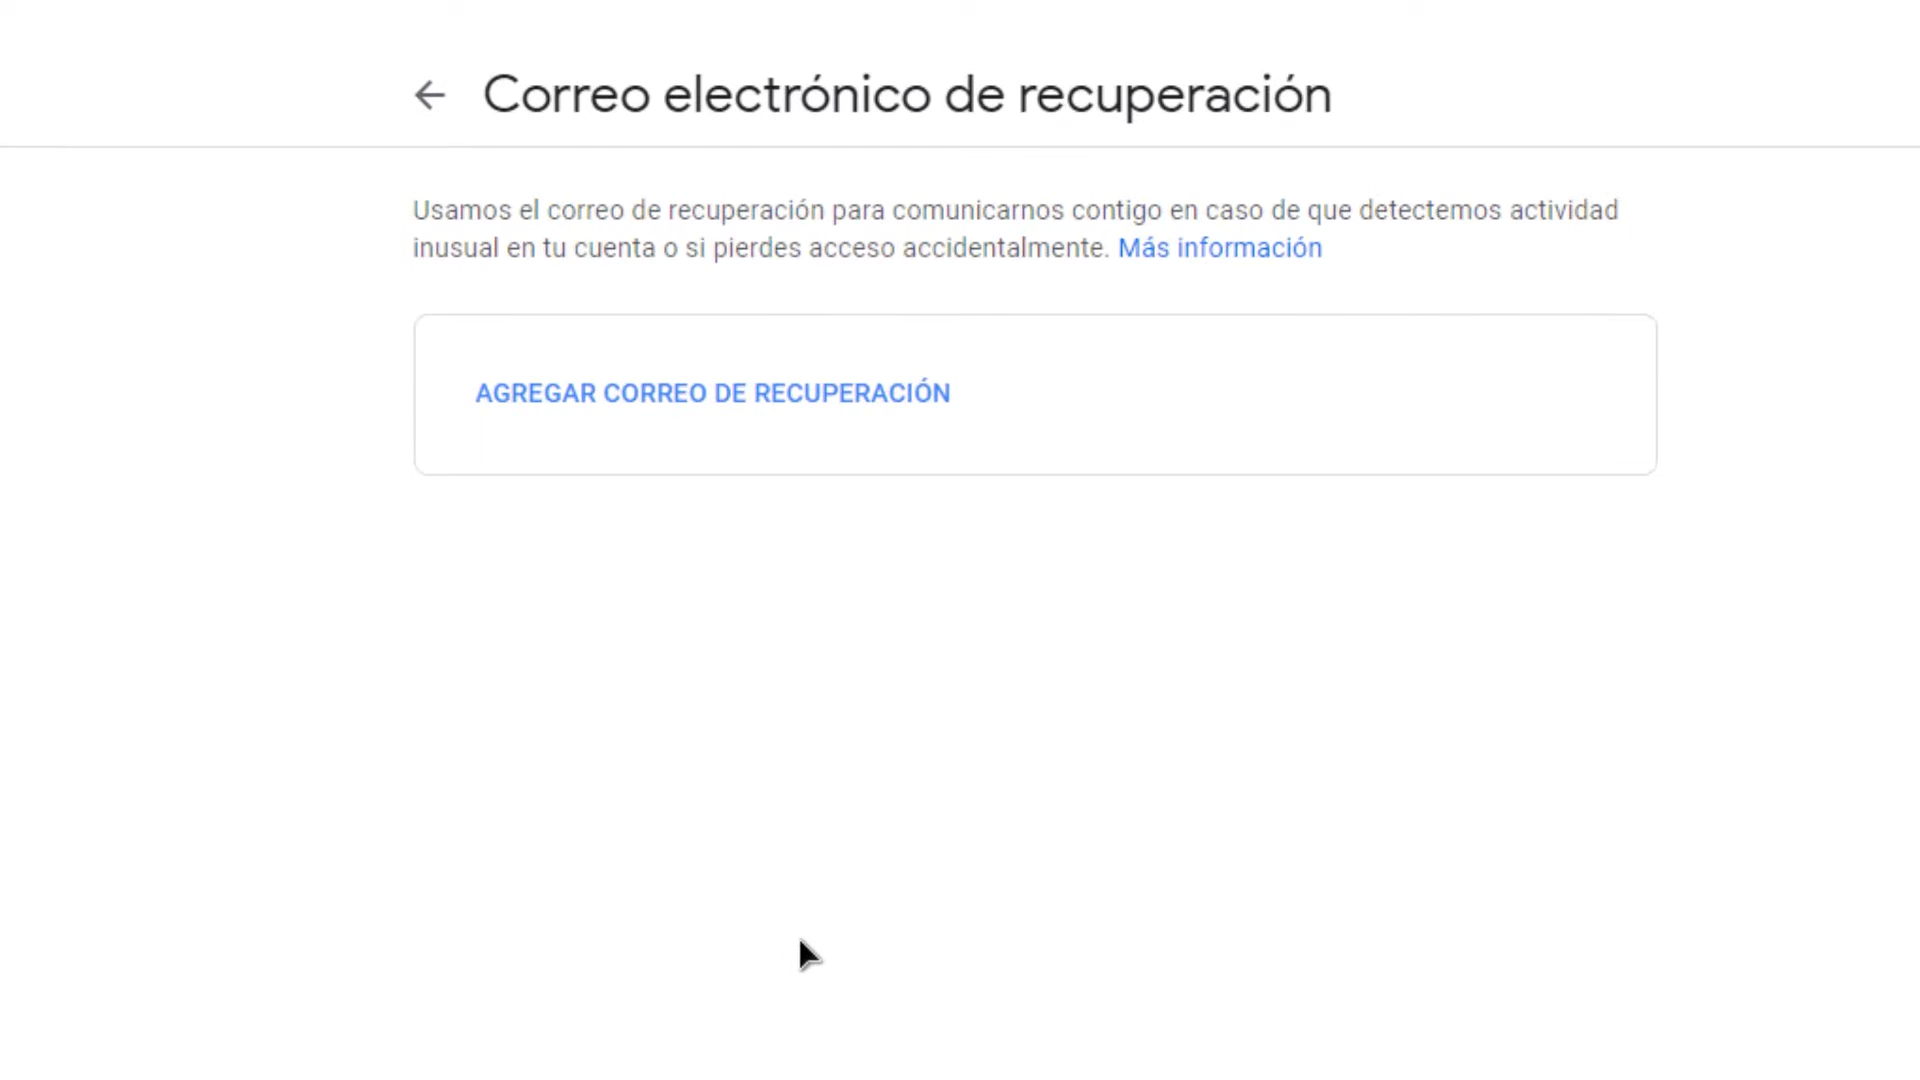 Correo electrónico de recuperación
Usamos el correo de recuperación para comunicarnos contigo en caso de que detectemos actividad
inusual en tu cuenta o si pierdes acceso accidentalmente. Más información
AGREGAR CORREO DE RECUPERACIÓN